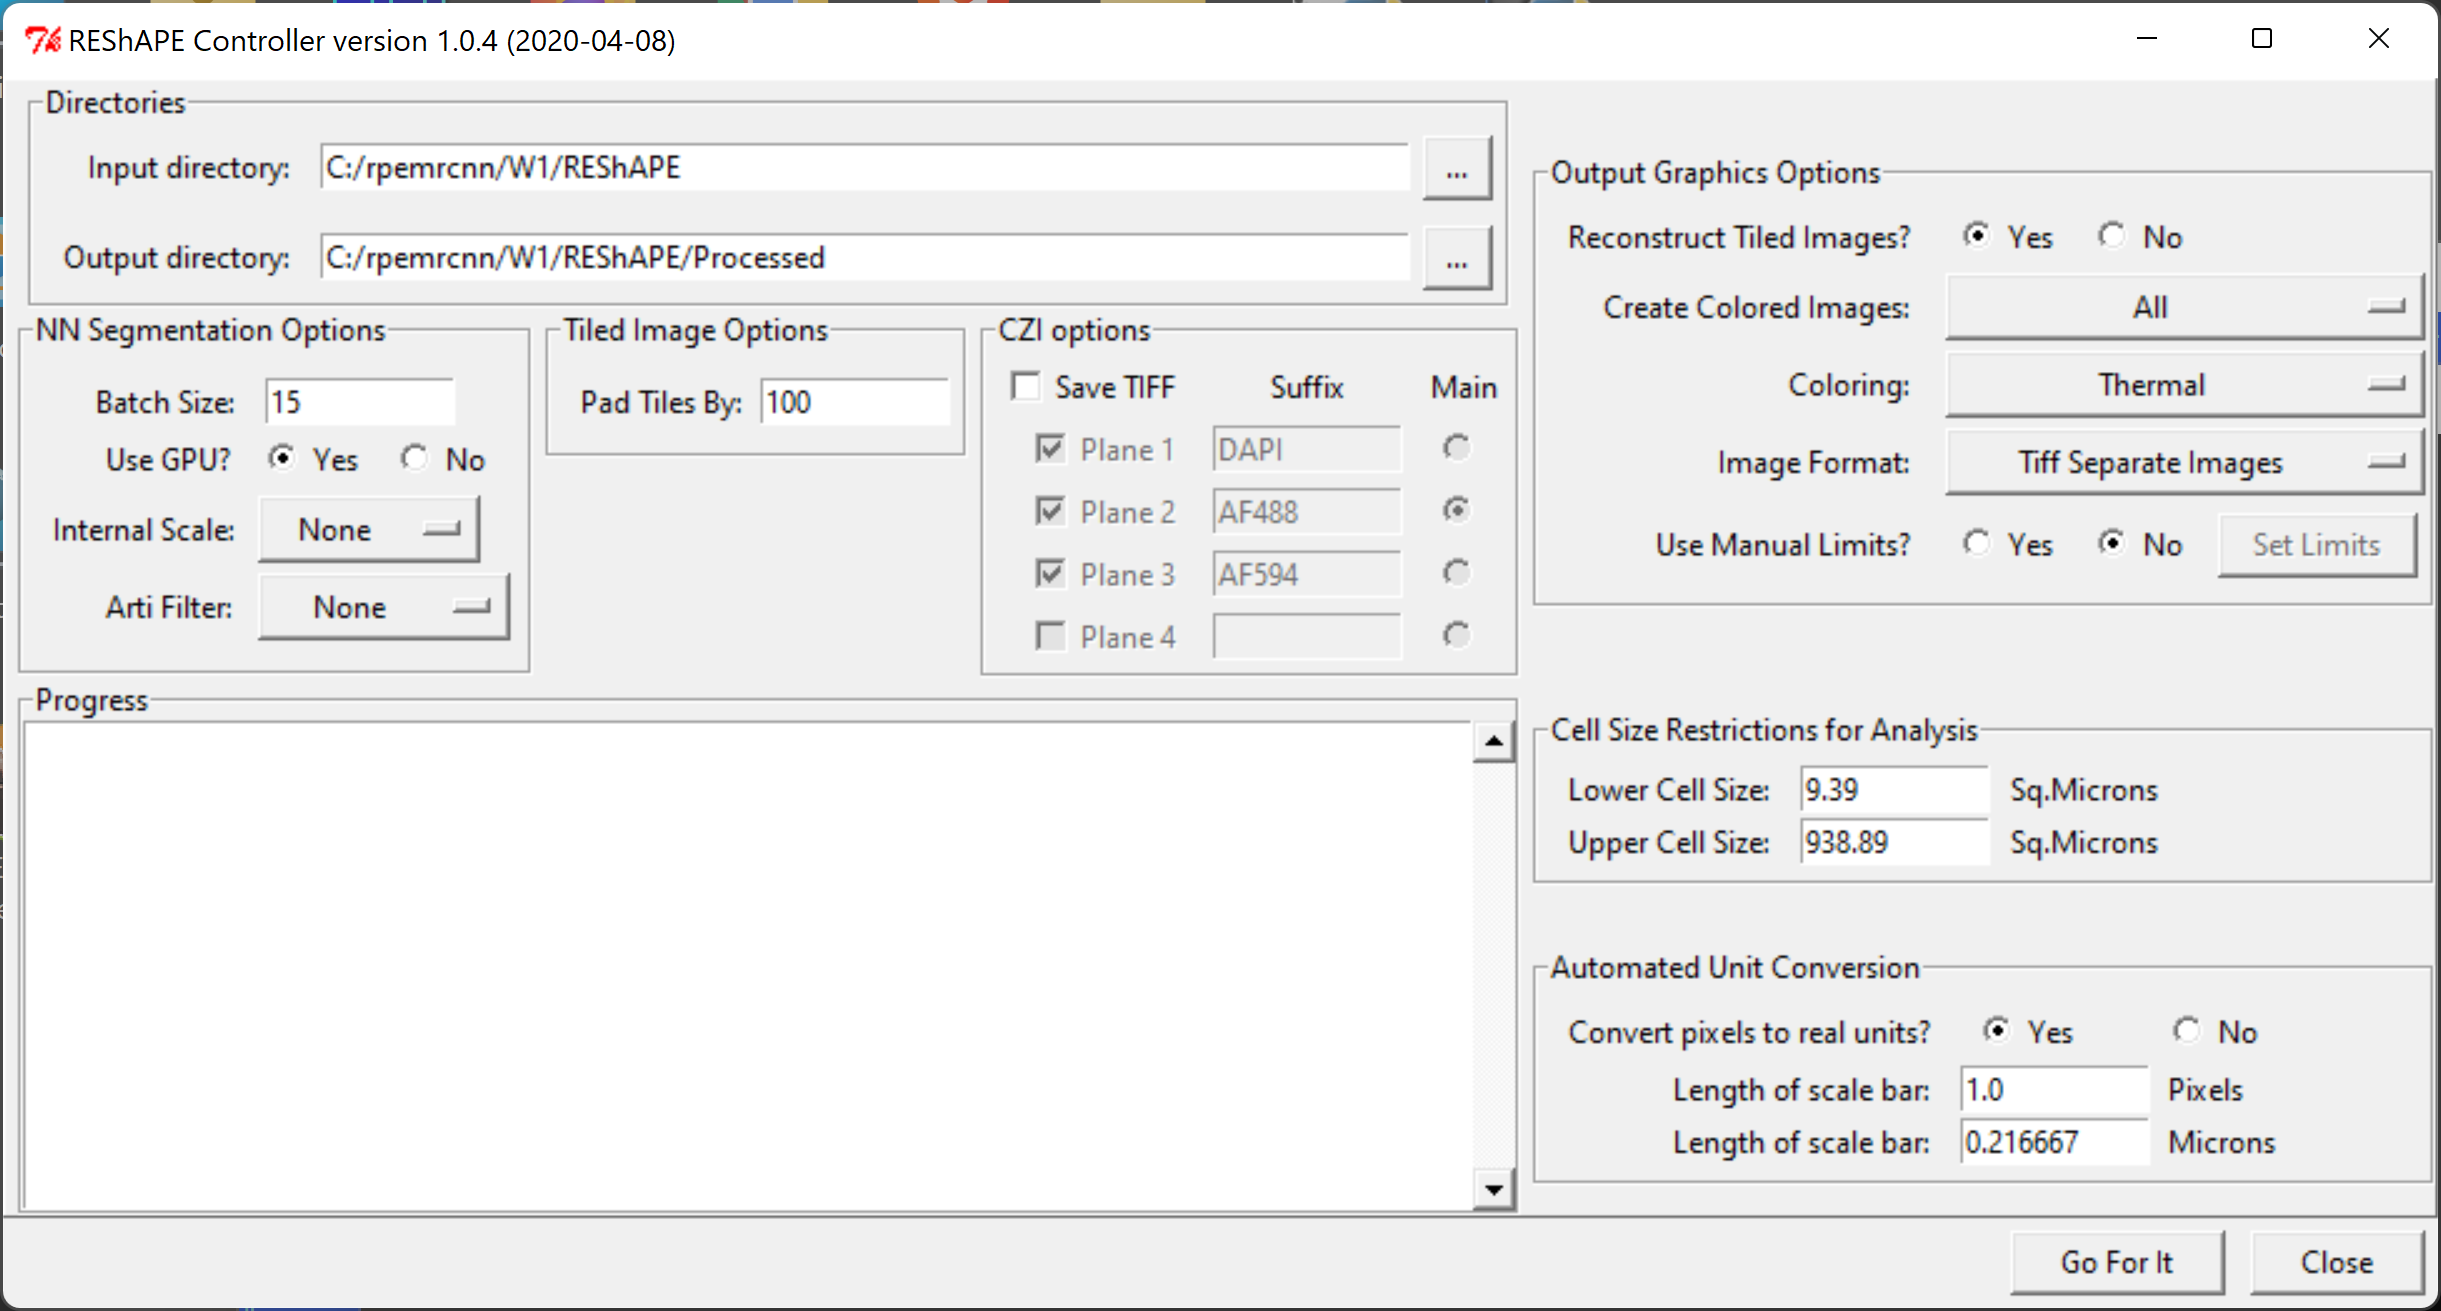 REShAPE Controller version 1.0.4 (2020-04-08)
Directories
Input directory: C:/rpemrcnn/W1/REShAPE ...
Output directory: C:/rpemrcnn/W1/REShAPE/Processed ...
NN Segmentation Options
Batch Size: 15
Use GPU? Yes No
Internal Scale: None
Arti Filter: None
Tiled Image Options
Pad Tiles By: 100
CZI options
Save TIFF Suffix Main
Plane 1 DAPI
Plane 2 AF488
Plane 3 AF594
Plane 4
Progress
Output Graphics Options
Reconstruct Tiled Images? Yes No
Create Colored Images: All
Coloring: Thermal
Image Format: Tiff Separate Images
Use Manual Limits? Yes No Set Limits
Cell Size Restrictions for Analysis
Lower Cell Size: 9.39 Sq.Microns
Upper Cell Size: 938.89 Sq.Microns
Automated Unit Conversion
Convert pixels to real units? Yes No
Length of scale bar: 1.0 Pixels
Length of scale bar: 0.216667 Microns
Go For It Close